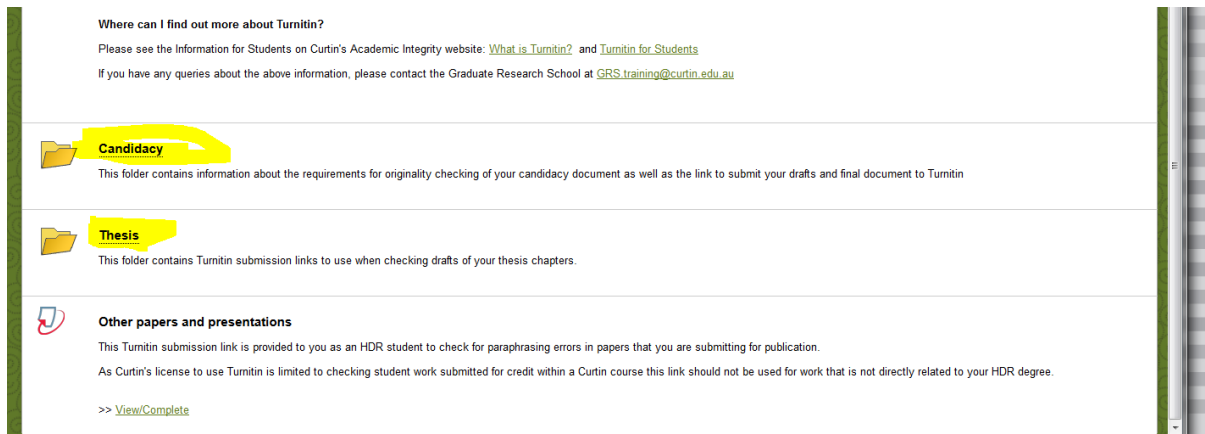 Where can I find out more about Turnitin?
Please see the Information for Students on Curtin's Academic Integrity website: What is Turnitin? and Turnitin for Students
If you have any queries about the above information, please contact the Graduate Research School at GRS.training@curtin.edu.au
Candidacy
This folder contains information about the requirements for originality checking of your candidacy document as well as the link to submit your drafts and final document to Turnitin
Thesis
This folder contains Turnitin submission links to use when checking drafts of your thesis chapters.
Other papers and presentations
This Turnitin submission link is provided to you as an HDR student to check for paraphrasing errors in papers that you are submitting for publication.
As Curtin's license to use Turnitin is limited to checking student work submitted for credit within a Curtin course this link should not be used for work that is not directly related to your HDR degree.
>> View/Complete